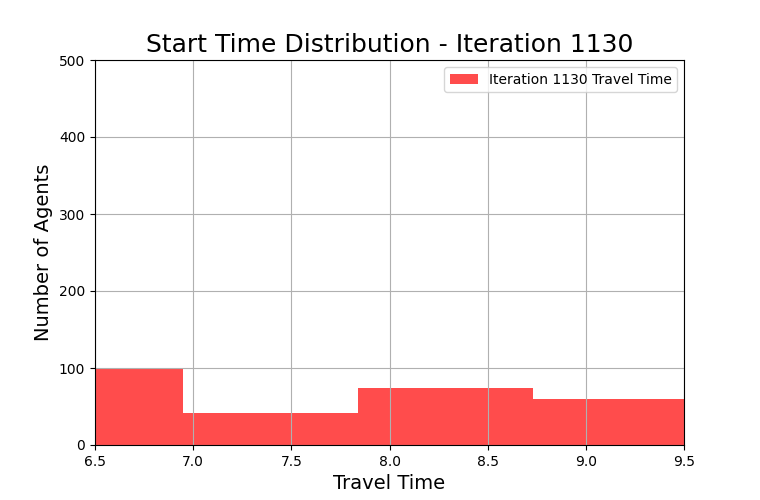 Start Time Distribution - Iteration 1130
500
Iteration 1130 Travel Time
400
300
200
100
0
Number of Agents
6.5 7.0 7.5 8.0 8.5 9.0 9.5
Travel Time